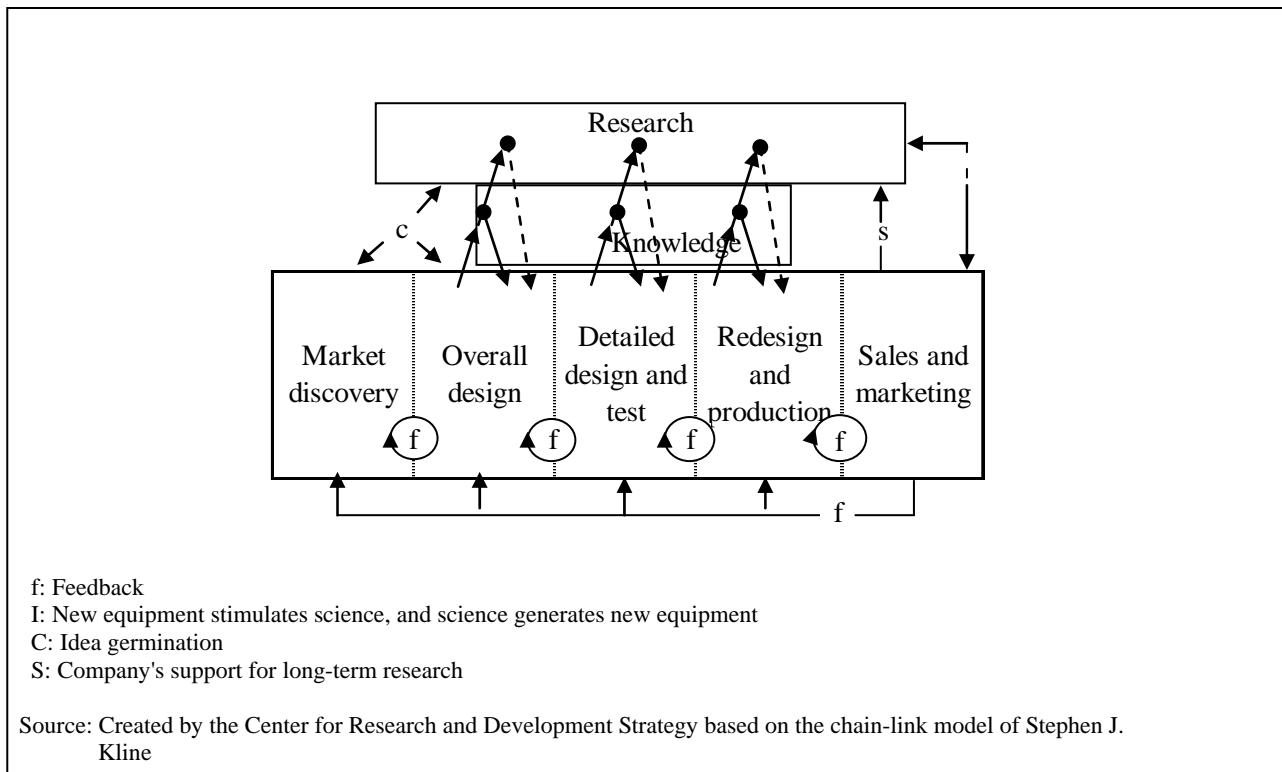 Research
Knowledge
c
s
Market
discovery
Overall
design
Detailed
design and
test
Redesign
and
production
Sales and
marketing
f
f
f
f
f
f: Feedback
I: New equipment stimulates science, and science generates new equipment
C: Idea germination
S: Company's support for long-term research
Source: Created by the Center for Research and Development Strategy based on the chain-link model of Stephen J.
Kline